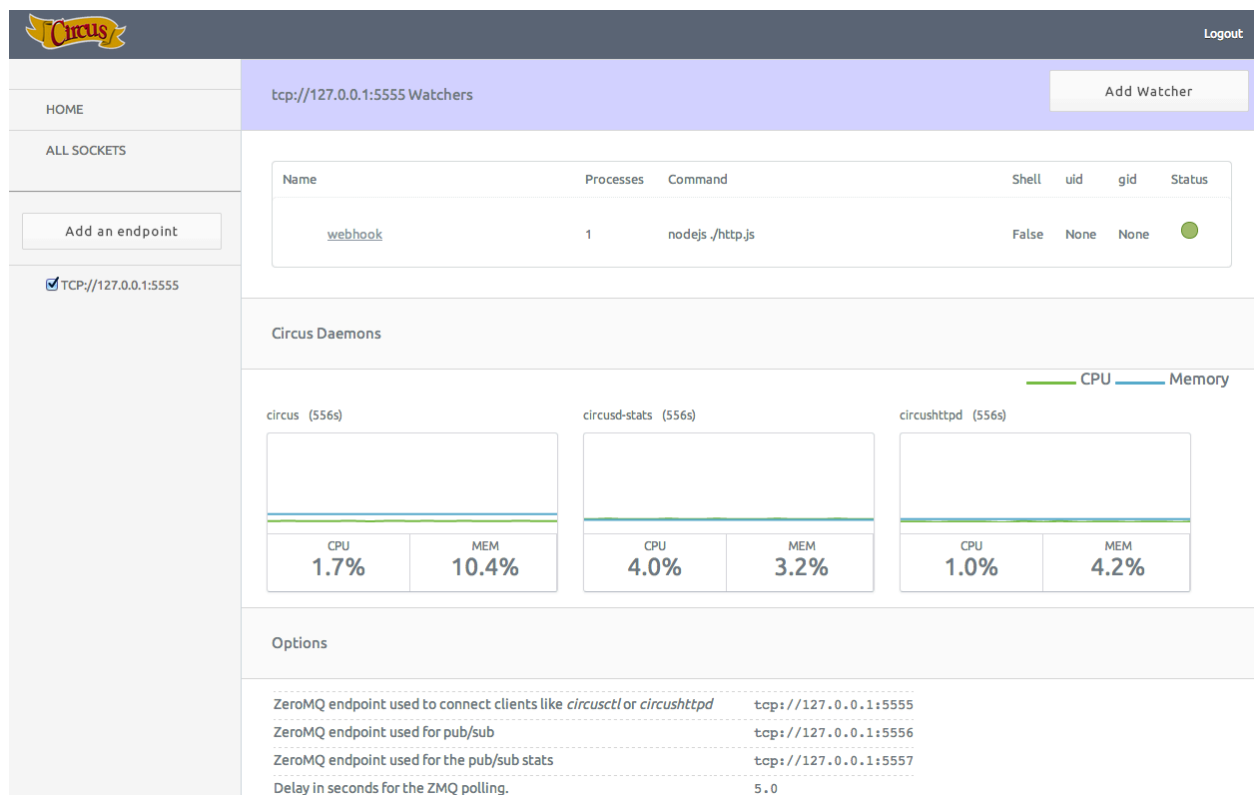 Circus
Logout
HOME
ALL SOCKETS
Add an endpoint
TCP://127.0.0.1:5555
tcp://127.0.0.1:5555 Watchers
Add Watcher
Name Processes Command Shell uid gid Status
webhook 1 nodejs ./http.js False None None
Circus Daemons
CPU Memory
circus (556s) circusd-stats (556s) circushttpd (556s)
CPU MEM CPU MEM CPU MEM
1.7% 10.4% 4.0% 3.2% 1.0% 4.2%
Options
ZeroMQ endpoint used to connect clients like circusctl or circushttpd tcp://127.0.0.1:5555
ZeroMQ endpoint used for pub/sub tcp://127.0.0.1:5556
ZeroMQ endpoint used for the pub/sub stats tcp://127.0.0.1:5557
Delay in seconds for the ZMQ polling. 5.0